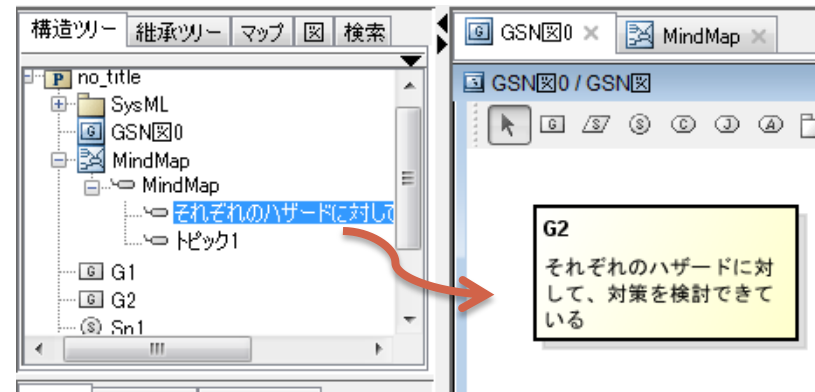 構造ツリー 継承ツリー マップ 図 検索
GSN図0 MindMap
P no_title
SysML
G GSN図0
MindMap
MindMap
それぞれのハザードに対して
トピック1
G G1
G G2
S Sn1
GSN図0 / GSN図
G S S C J A
G2
それぞれのハザードに対
して、対策を検討できて
いる